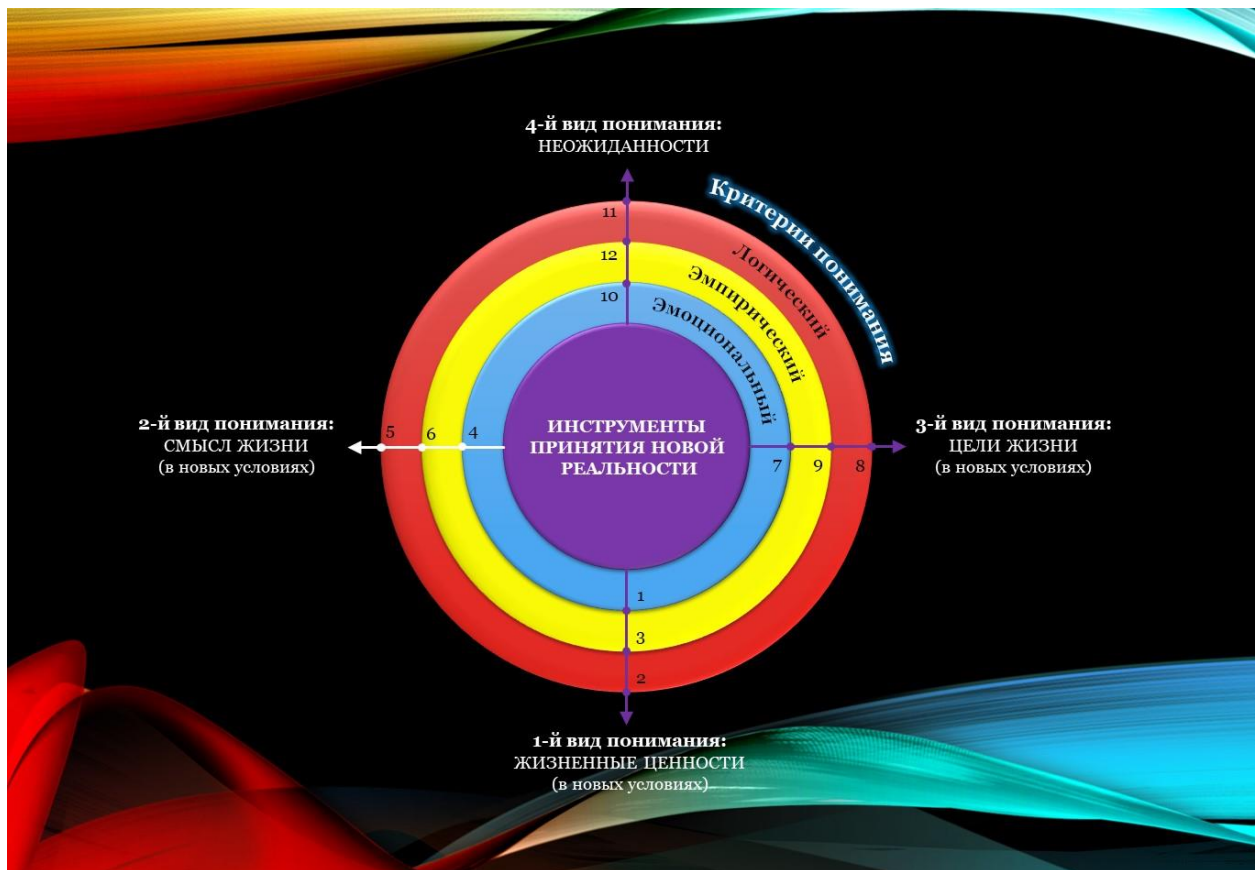 4-й вид понимания:
НЕОЖИДАННОСТИ
Критерии понимания
11
Логический
12
Эмпирический
10
Эмоциональный
2-й вид понимания:
СМЫСЛ ЖИЗНИ
(в новых условиях)
5
6
4
ИНСТРУМЕНТЫ
ПРИНЯТИЯ НОВОЙ
РЕАЛЬНОСТИ
7
9
8
3-й вид понимания:
ЦЕЛИ ЖИЗНИ
(в новых условиях)
1
3
2
1-й вид понимания:
ЖИЗНЕННЫЕ ЦЕННОСТИ
(в новых условиях)